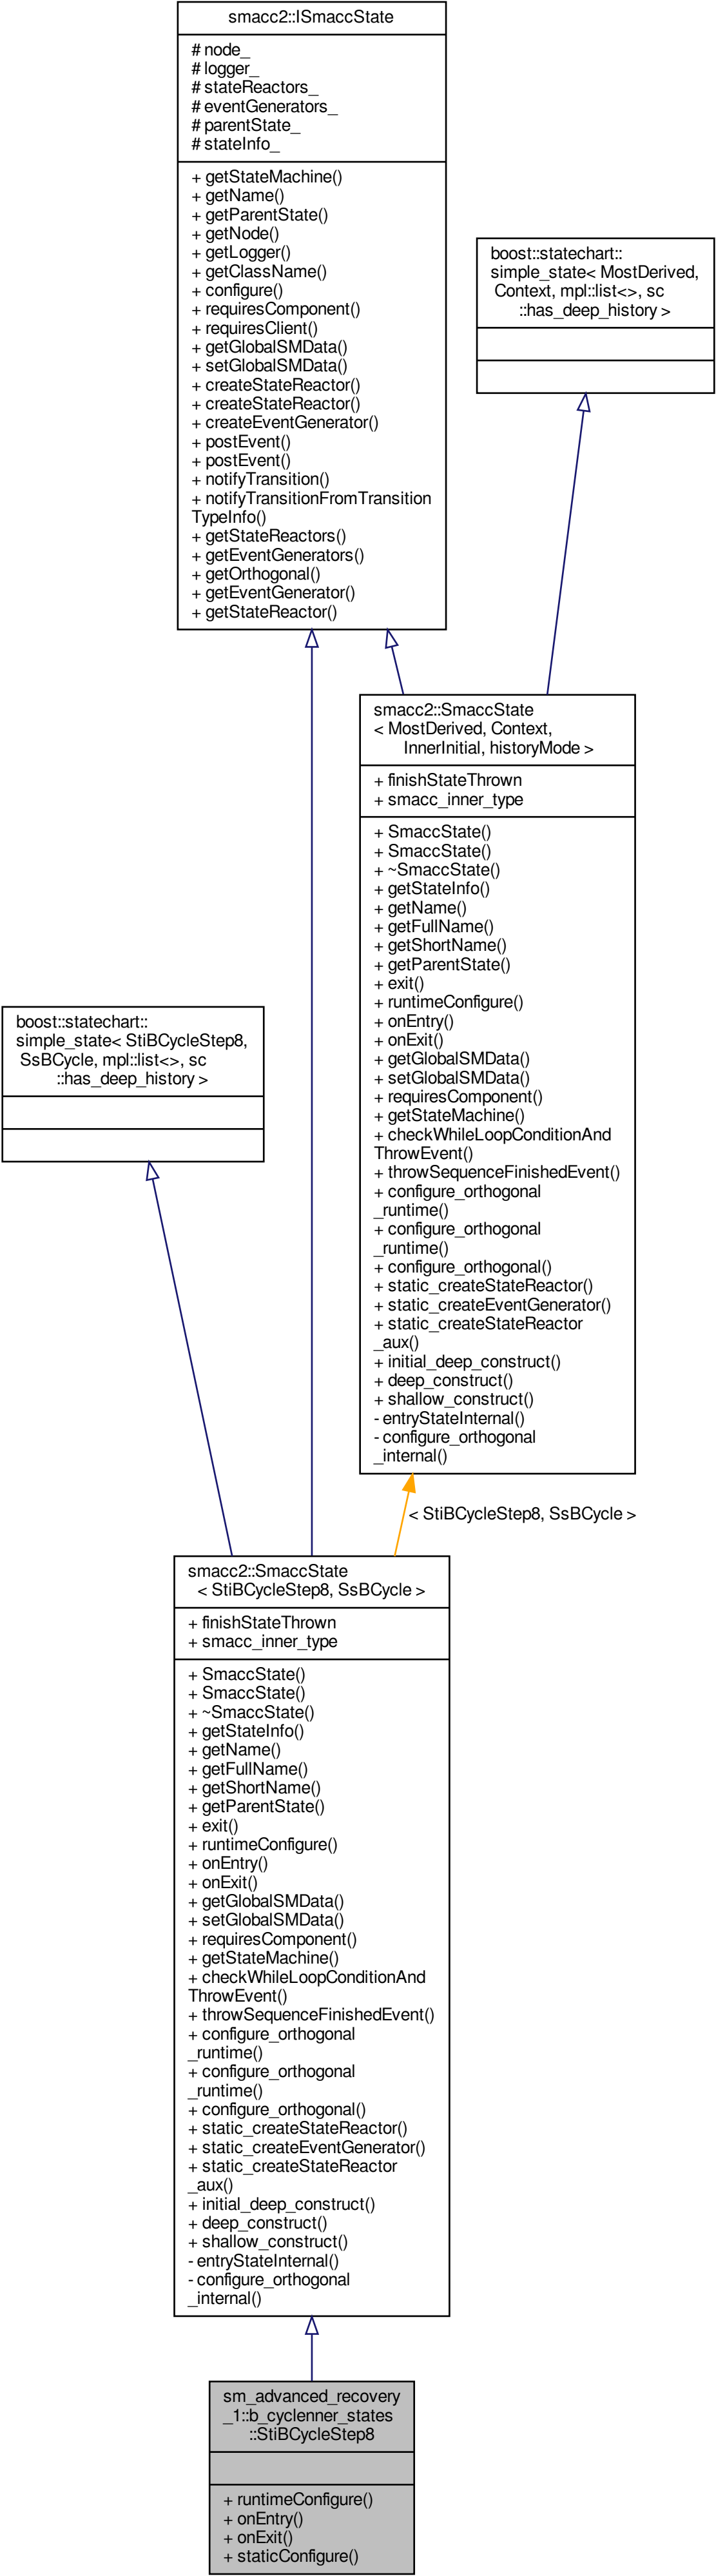 smacc2::ISmaccState
# node_
# logger_
# stateReactors_
# eventGenerators_
# parentState_
# stateInfo_
+ getStateMachine()
+ getName()
+ getParentState()
+ getNode()
+ getLogger()
+ getClassName()
+ configure()
+ requiresComponent()
+ requiresClient()
+ getGlobalSMData()
+ setGlobalSMData()
+ createStateReactor()
+ createStateReactor()
+ createEventGenerator()
+ postEvent()
+ postEvent()
+ notifyTransition()
+ notifyTransitionFromTransition
TypeInfo()
+ getStateReactors()
+ getEventGenerators()
+ getOrthogonal()
+ getEventGenerator()
+ getStateReactor()
boost::statechart::
simple_state< MostDerived,
Context, mpl::list<>, sc
::has_deep_history >
smacc2::SmaccState
< MostDerived, Context,
InnerInitial, historyMode >
+ finishStateThrown
+ smacc_inner_type
+ SmaccState()
+ SmaccState()
+ ~SmaccState()
+ getStateInfo()
+ getName()
+ getFullName()
+ getShortName()
+ getParentState()
+ exit()
+ runtimeConfigure()
+ onEntry()
+ onExit()
+ getGlobalSMData()
+ setGlobalSMData()
+ requiresComponent()
+ getStateMachine()
+ checkWhileLoopConditionAnd
ThrowEvent()
+ throwSequenceFinishedEvent()
+ configure_orthogonal
_runtime()
+ configure_orthogonal
_runtime()
+ configure_orthogonal()
+ static_createStateReactor()
+ static_createEventGenerator()
+ static_createStateReactor
_aux()
+ initial_deep_construct()
+ deep_construct()
+ shallow_construct()
- entryStateInternal()
- configure_orthogonal
_internal()
boost::statechart::
simple_state< StiBCycleStep8,
SsBCycle, mpl::list<>, sc
::has_deep_history >
< StiBCycleStep8, SsBCycle >
smacc2::SmaccState
< StiBCycleStep8, SsBCycle >
+ finishStateThrown
+ smacc_inner_type
+ SmaccState()
+ SmaccState()
+ ~SmaccState()
+ getStateInfo()
+ getName()
+ getFullName()
+ getShortName()
+ getParentState()
+ exit()
+ runtimeConfigure()
+ onEntry()
+ onExit()
+ getGlobalSMData()
+ setGlobalSMData()
+ requiresComponent()
+ getStateMachine()
+ checkWhileLoopConditionAnd
ThrowEvent()
+ throwSequenceFinishedEvent()
+ configure_orthogonal
_runtime()
+ configure_orthogonal
_runtime()
+ configure_orthogonal()
+ static_createStateReactor()
+ static_createEventGenerator()
+ static_createStateReactor
_aux()
+ initial_deep_construct()
+ deep_construct()
+ shallow_construct()
- entryStateInternal()
- configure_orthogonal
_internal()
sm_advanced_recovery
_1::b_cyclenner_states
::StiBCycleStep8
+ runtimeConfigure()
+ onEntry()
+ onExit()
+ staticConfigure()